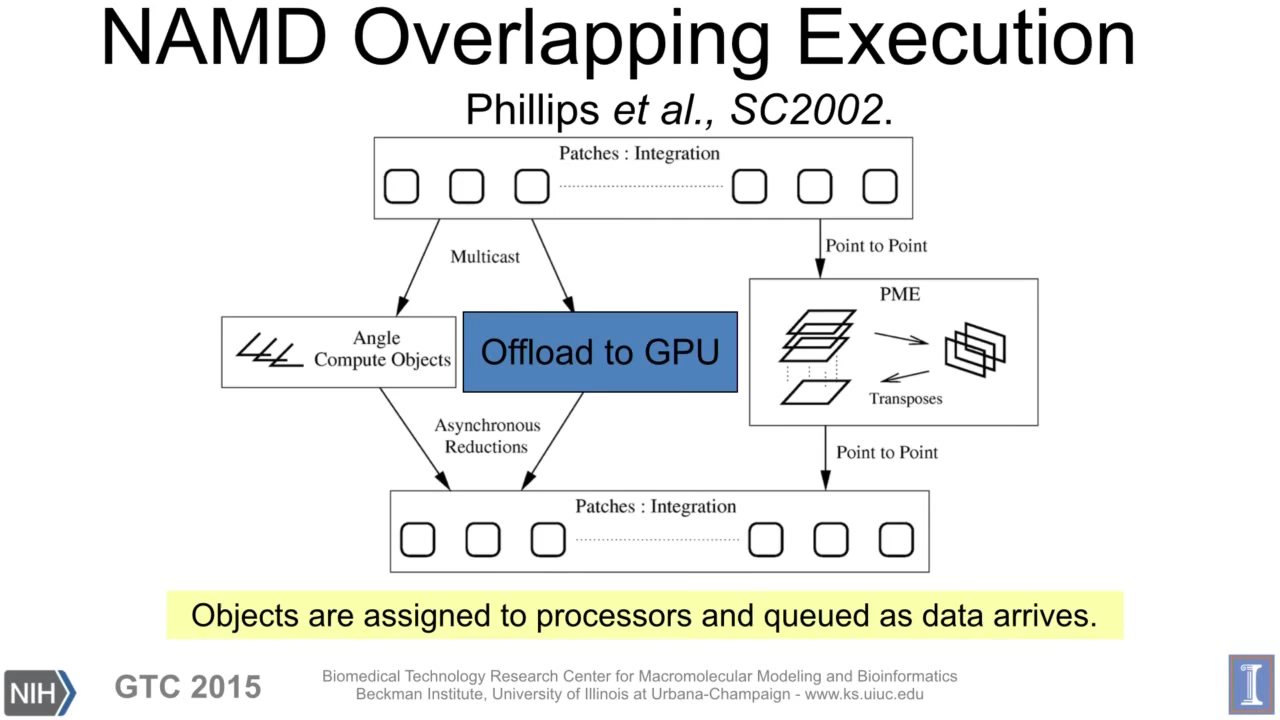 NAMD Overlapping Execution
Phillips et al., SC2002.
Patches : Integration
Multicast
Point to Point
Angle
Compute Objects
Offload to GPU
PME
Transposes
Asynchronous
Reductions
Point to Point
Patches : Integration
Objects are assigned to processors and queued as data arrives.
NIH
GTC 2015
Biomedical Technology Research Center for Macromolecular Modeling and Bioinformatics
Beckman Institute, University of Illinois at Urbana-Champaign - www.ks.uiuc.edu
I